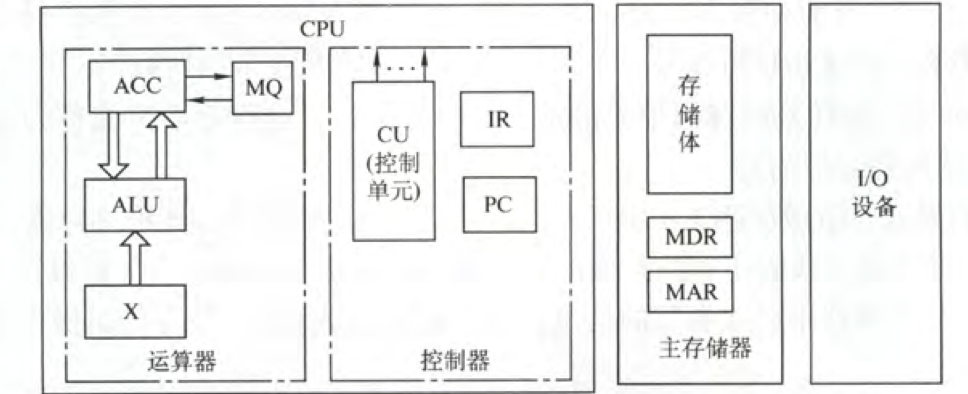 CPU
ACC
MQ
ALU
X
运算器
...
CU
(控制
单元)
IR
PC
控制器
存
储
体
MDR
MAR
主存储器
I/O
设备